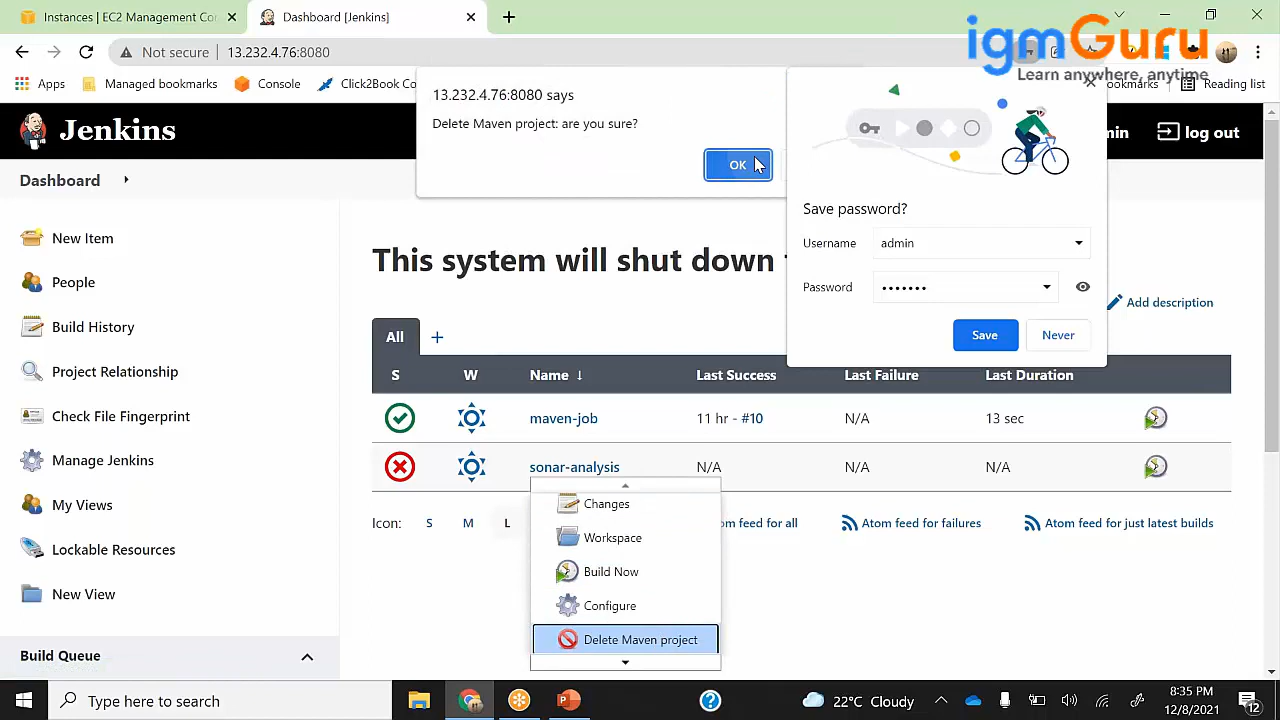 Instances | EC2 Management Cor
Dashboard [Jenkins]
Not secure
13.232.4.76:8080
igmGuru
Learn anywhere, anytime
Apps
Managed bookmarks
Console
Click2Book Co
Reading list
Jenkins
log out
Dashboard
13.232.4.76:8080 says
Delete Maven project: are you sure?
OK
Save password?
Username
admin
Password
•••••••
Save
Never
New Item
People
Build History
Project Relationship
Check File Fingerprint
Manage Jenkins
My Views
Lockable Resources
New View
Build Queue
This system will shut down
Add description
All
+
S W Name ↓ Last Success Last Failure Last Duration
maven-job 11 hr - #10 N/A 13 sec
sonar-analysis N/A N/A N/A
Icon: S M L
om feed for all
Atom feed for failures
Atom feed for just latest builds
Changes
Workspace
Build Now
Configure
Delete Maven project
Type here to search
22°C Cloudy
8:35 PM
12/8/2021
12